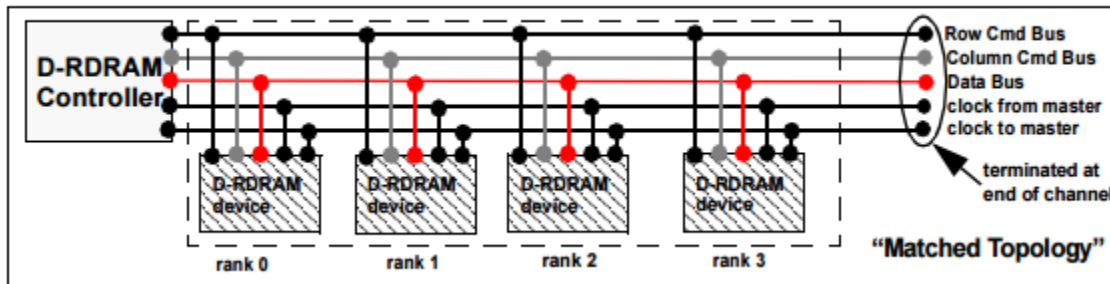 D-RDRAM
Controller
Row Cmd Bus
Column Cmd Bus
Data Bus
clock from master
clock to master
D-RDRAM
device
D-RDRAM
device
D-RDRAM
device
D-RDRAM
device
terminated at
end of channel
rank 0
rank 1
rank 2
rank 3
“Matched Topology”